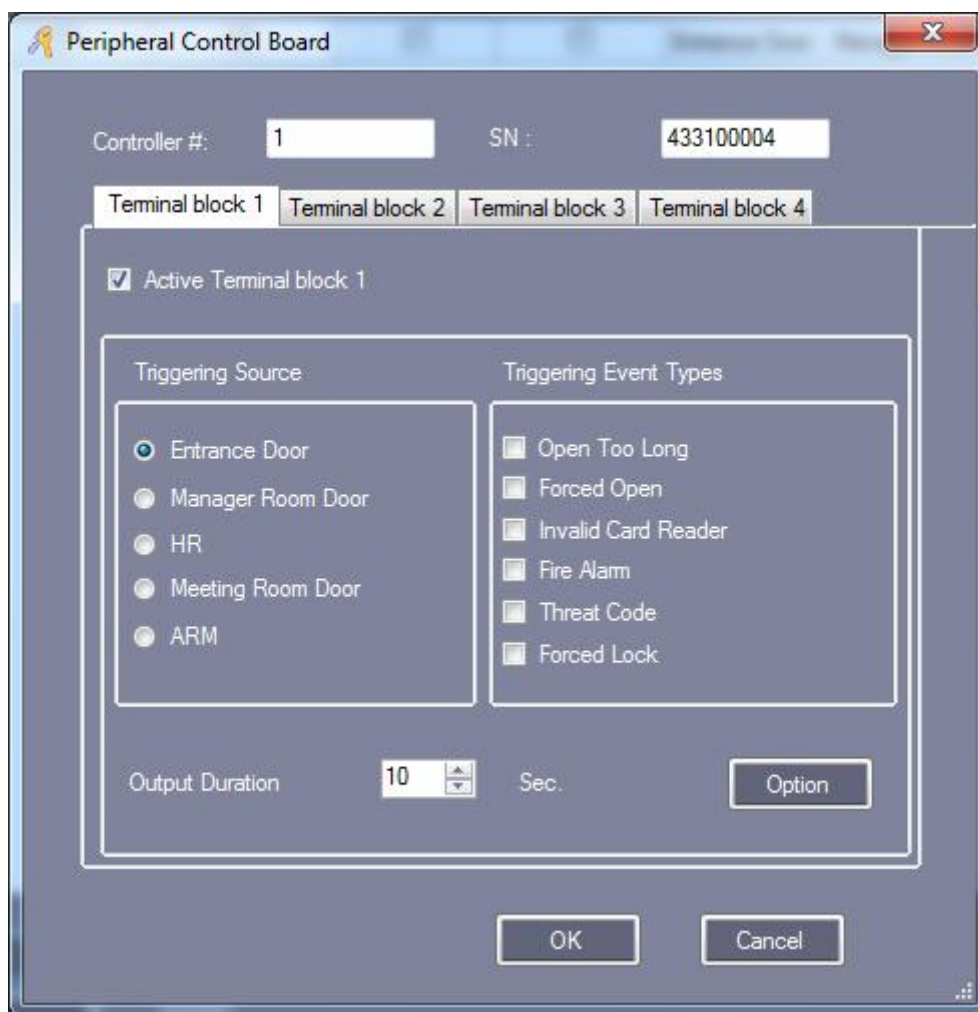 Peripheral Control Board
Controller #: 1 SN : 433100004
Terminal block 1 Terminal block 2 Terminal block 3 Terminal block 4
Active Terminal block 1
Triggering Source
Entrance Door
Manager Room Door
HR
Meeting Room Door
ARM
Triggering Event Types
Open Too Long
Forced Open
Invalid Card Reader
Fire Alarm
Threat Code
Forced Lock
Output Duration 10 Sec. Option
OK Cancel